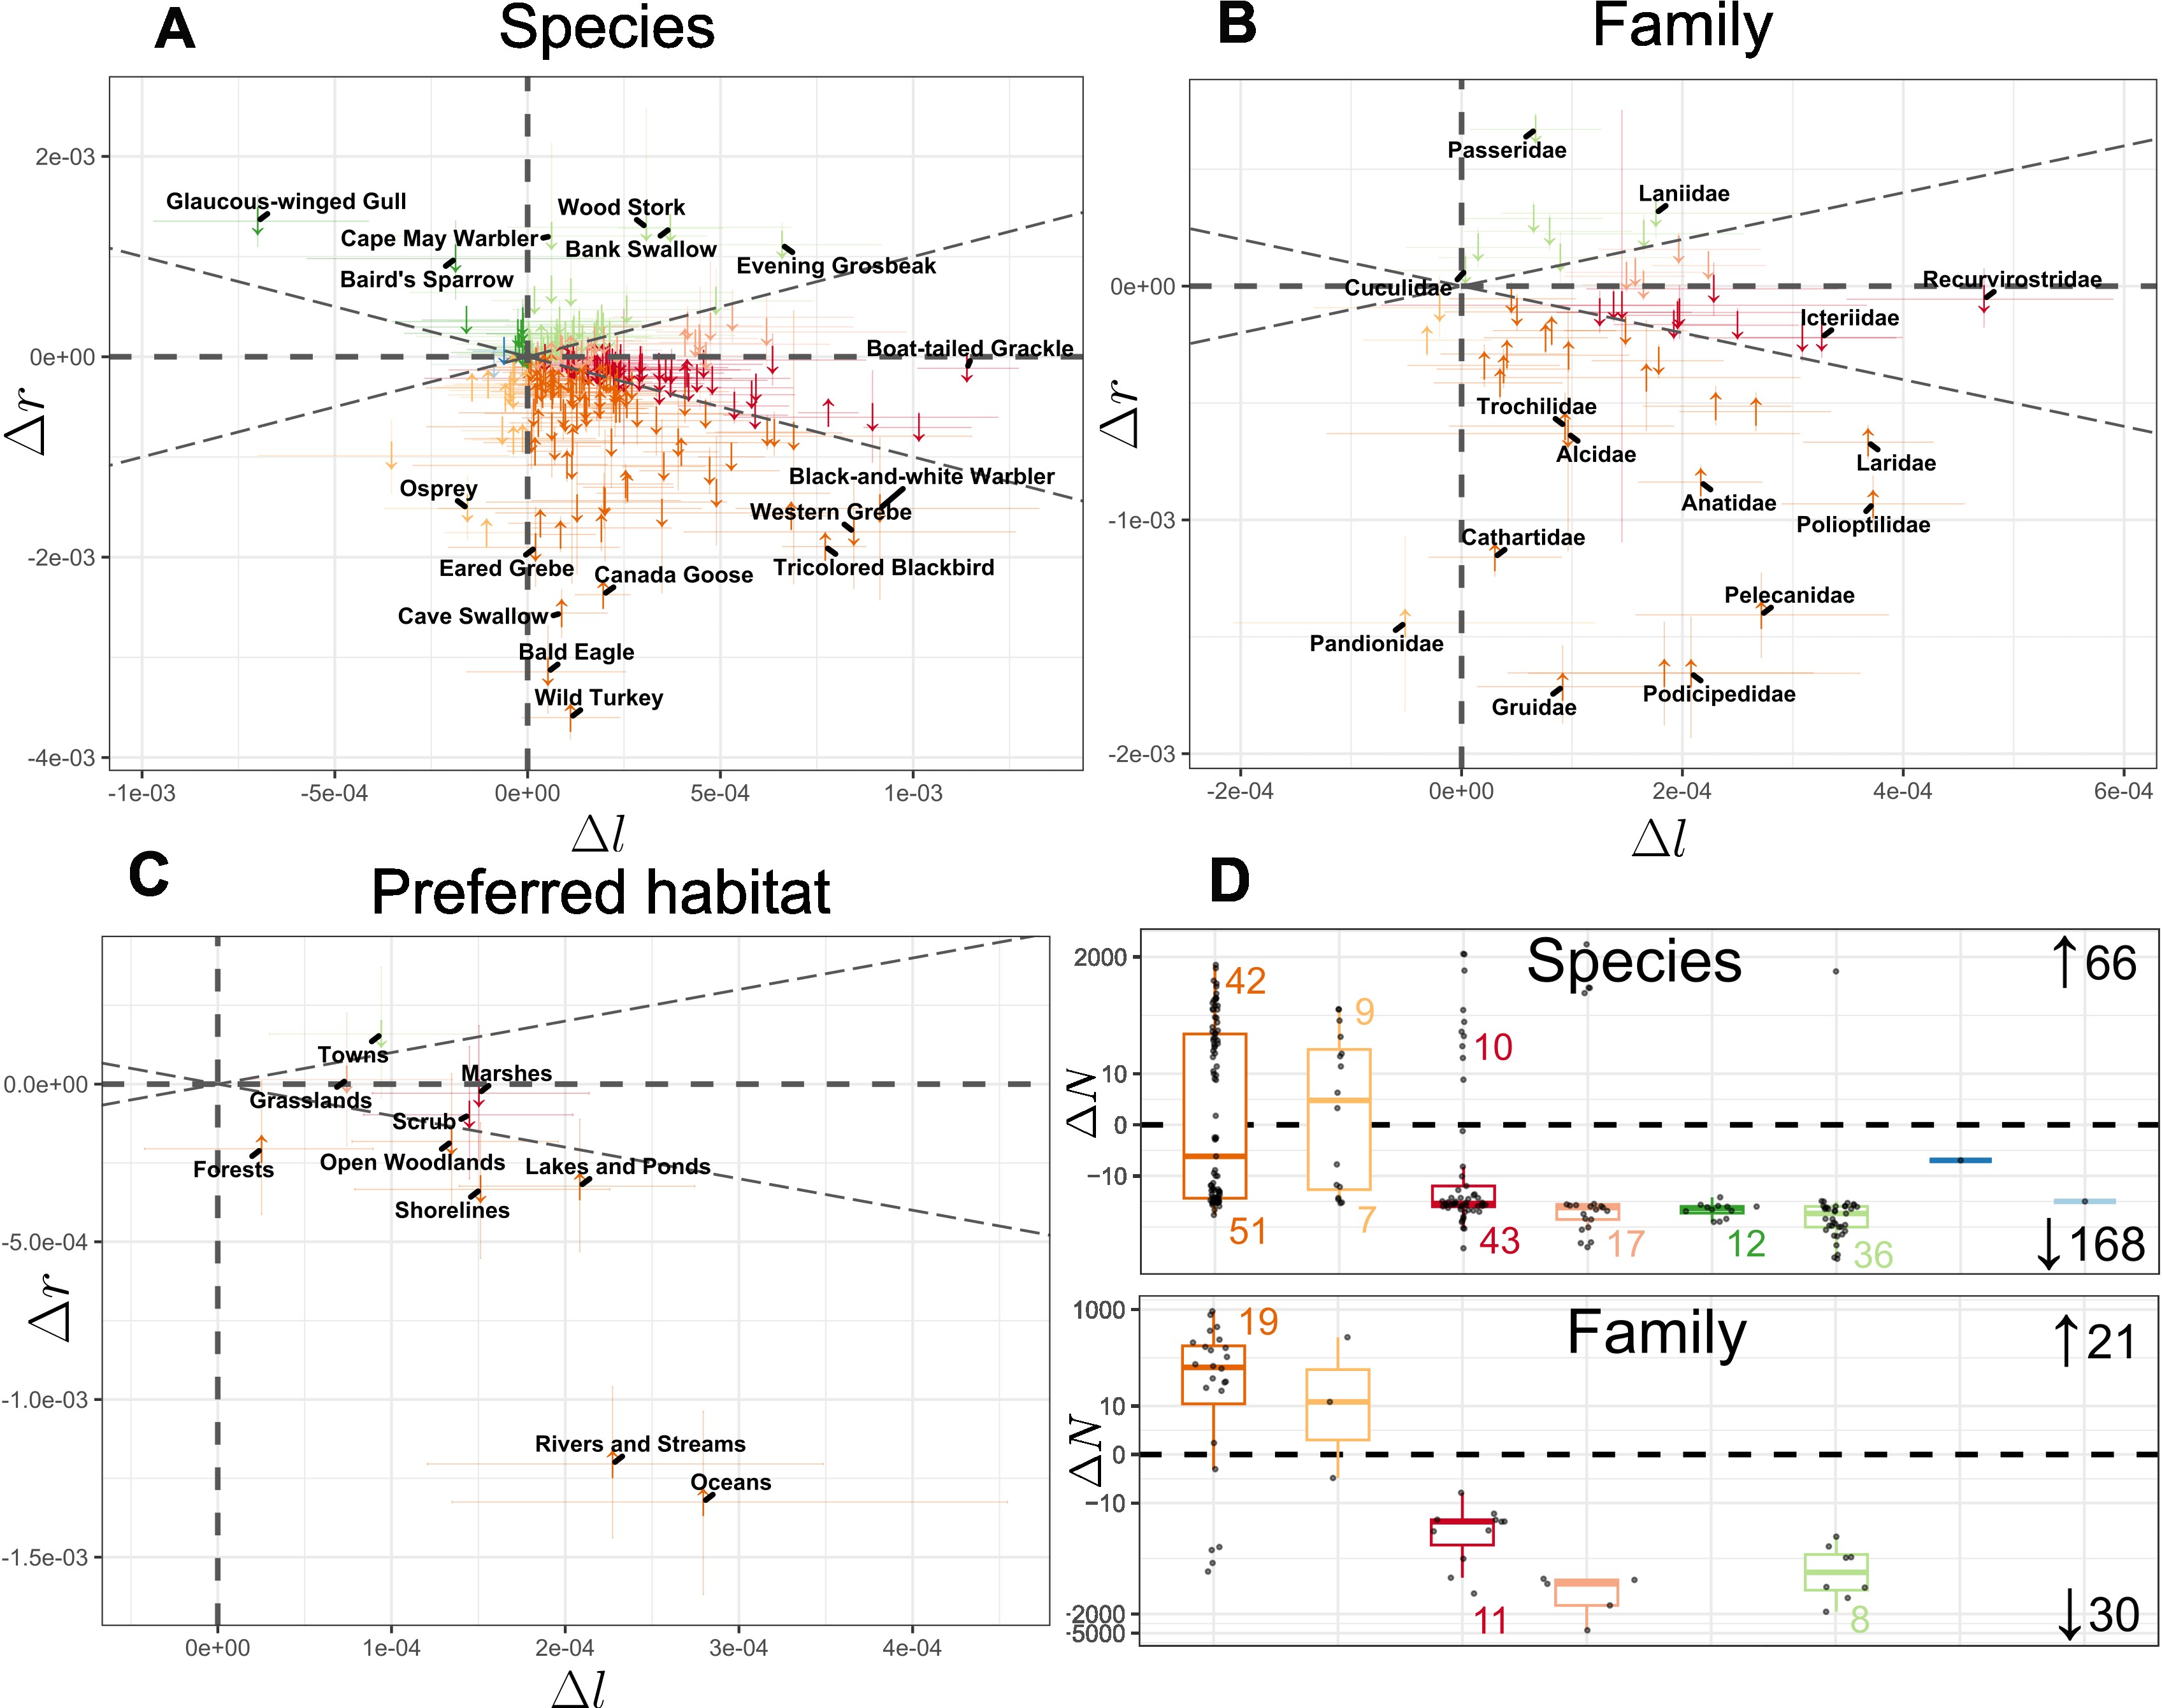 A
Species
B
Family
2e-03
0e+00
-2e-03
-4e-03
Δr
Glaucous-winged Gull
Wood Stork
Cape May Warbler
Bank Swallow
Baird's Sparrow
Evening Grosbeak
Boat-tailed Grackle
Black-and-white Warbler
Osprey
Western Grebe
Eared Grebe
Canada Goose
Tricolored Blackbird
Cave Swallow
Bald Eagle
Wild Turkey
-1e-03
-5e-04
0e+00
5e-04
1e-03
Δl
Passeridae
Laniidae
Cuculidae
Recurvirostridae
Icteriidae
Trochilidae
Alcidae
Laridae
Anatidae
Polioptilidae
Cathartidae
Pelecanidae
Pandionidae
Podicipedidae
Gruidae
0e+00
-1e-03
-2e-03
Δr
-2e-04
0e+00
2e-04
4e-04
6e-04
Δl
C
Preferred habitat
Towns
Marshes
Grasslands
Scrub
Forests
Open Woodlands
Lakes and Ponds
Shorelines
Rivers and Streams
Oceans
0.0e+00
-5.0e-04
-1.0e-03
-1.5e-03
Δr
0e+00
1e-04
2e-04
3e-04
4e-04
Δl
D
Species
↑66
42
9
10
51
7
43
17
12
36
↓168
2000
10
0
−10
ΔN
Family
↑21
19
11
8
↓30
1000
10
0
−10
-2000
-5000
ΔN